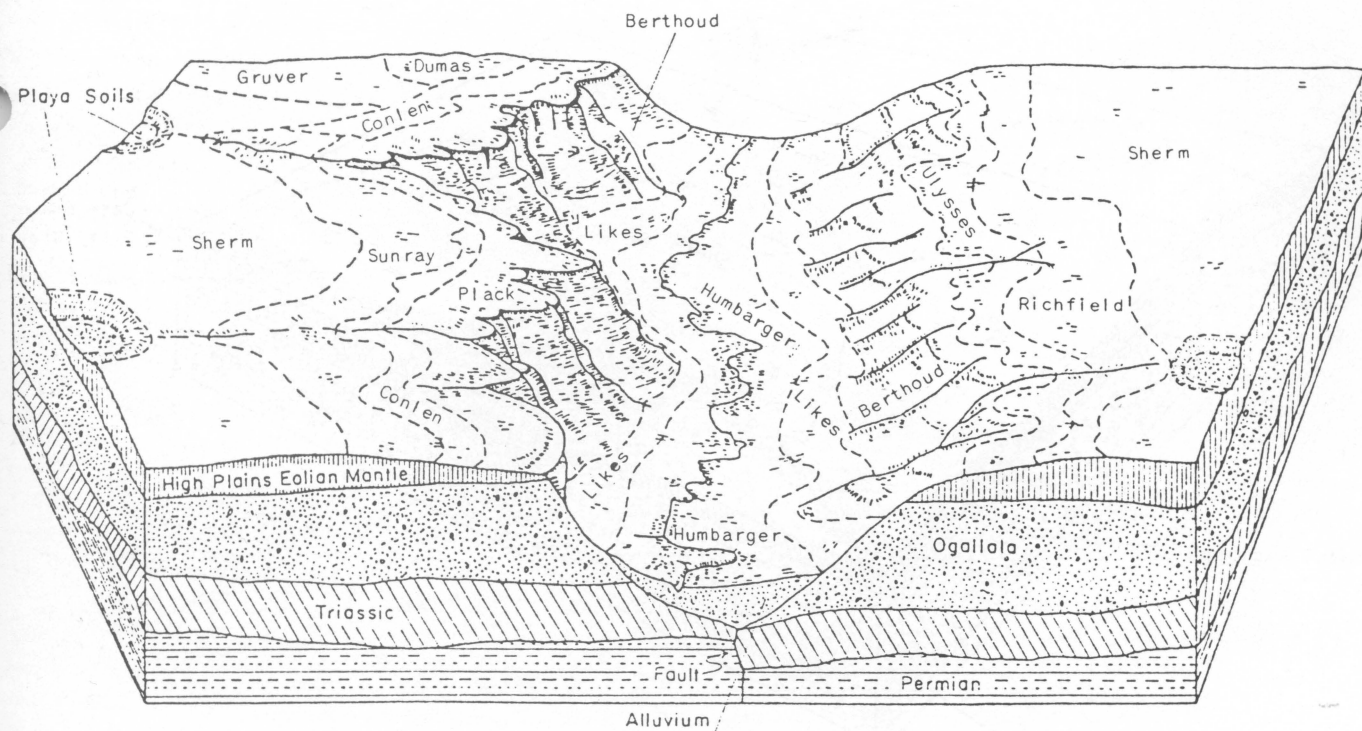 Berthoud
Gruver
Dumas
Playa Soils
Conlen
Sherm
Sherm
Sunray
Likes
Ulysses
Plack
Humbarger
Richfield
Conlen
Likes
Likes
Berthoud
High Plains Eolian Mantle
Humbarger
Ogallala
Triassic
Fault
Permian
Alluvium